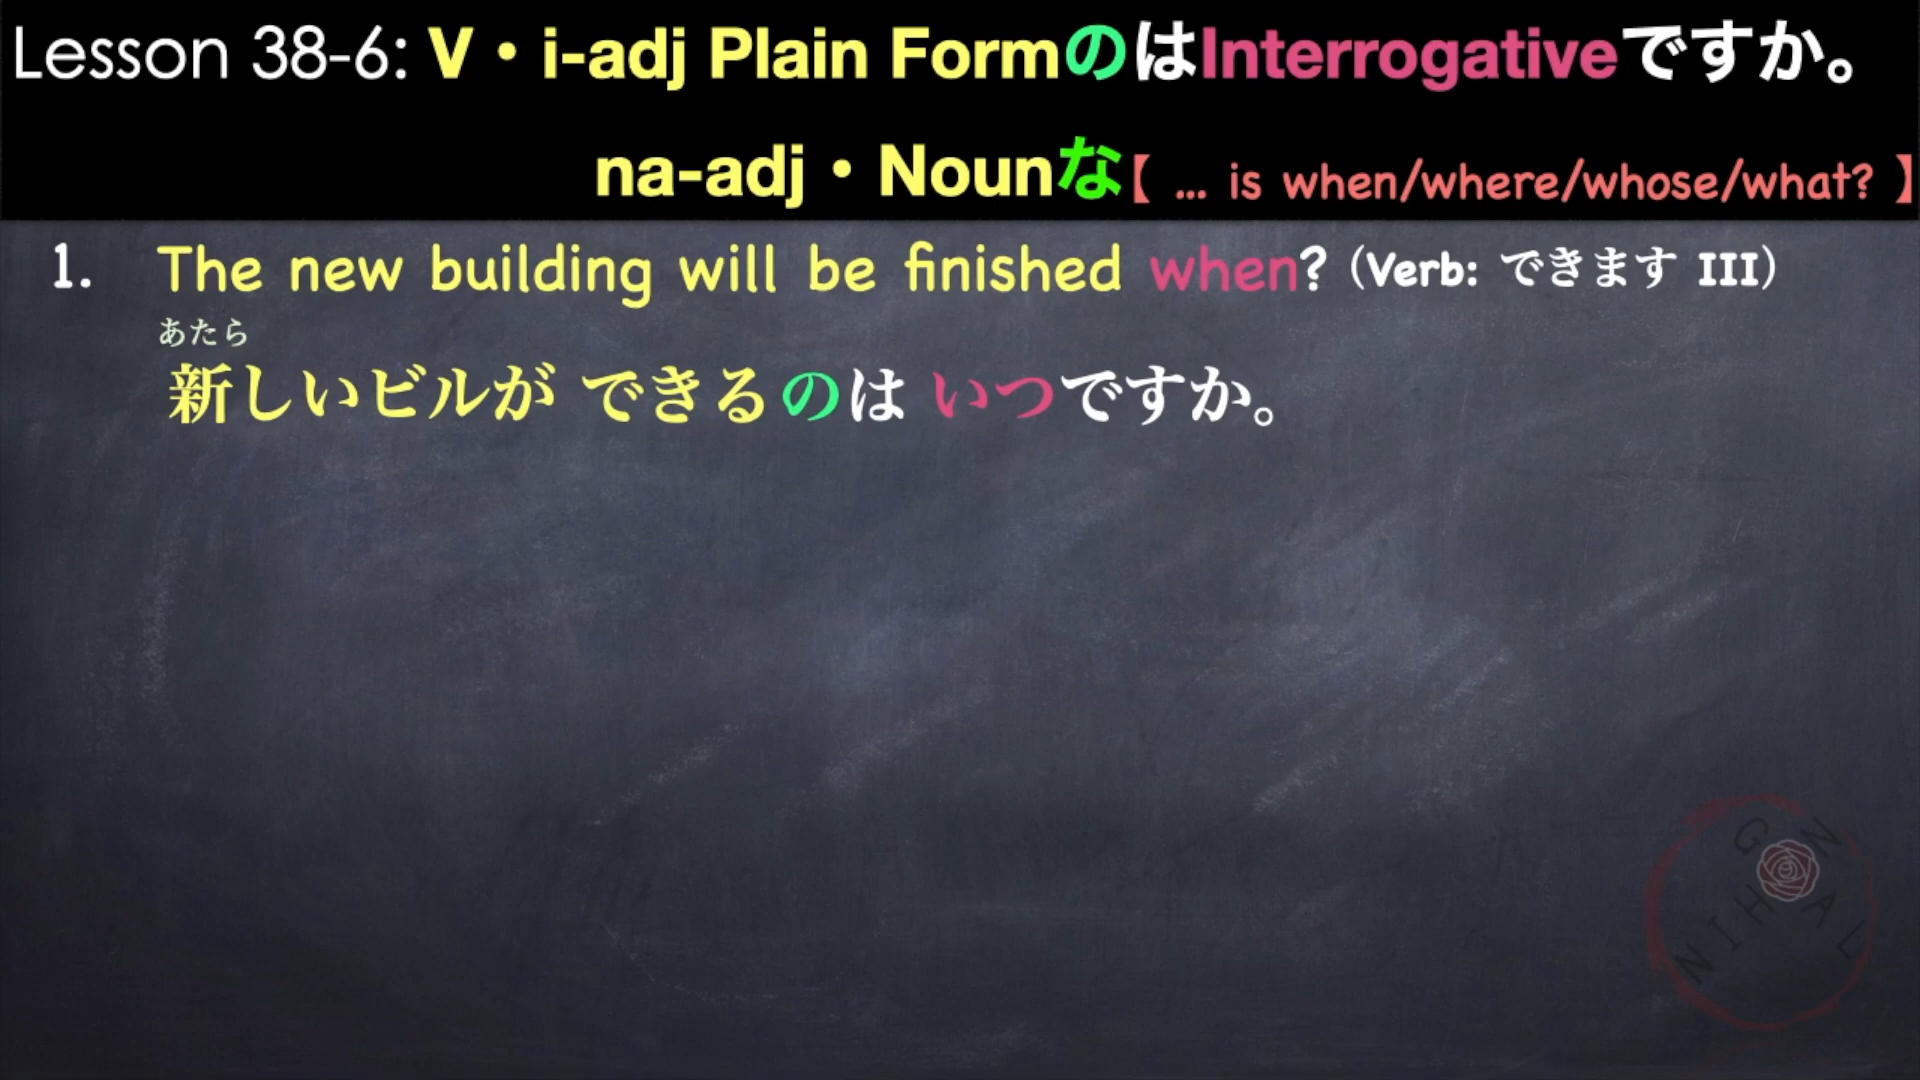 Lesson 38-6: V・i-adj Plain FormのはInterrogativeですか。
na-adj・Nounな【 ... is when/where/whose/what? 】
1. The new building will be finished when? (Verb: できます III)
あたら
新しいビルが できるのは いつですか。
NIHONGOAL